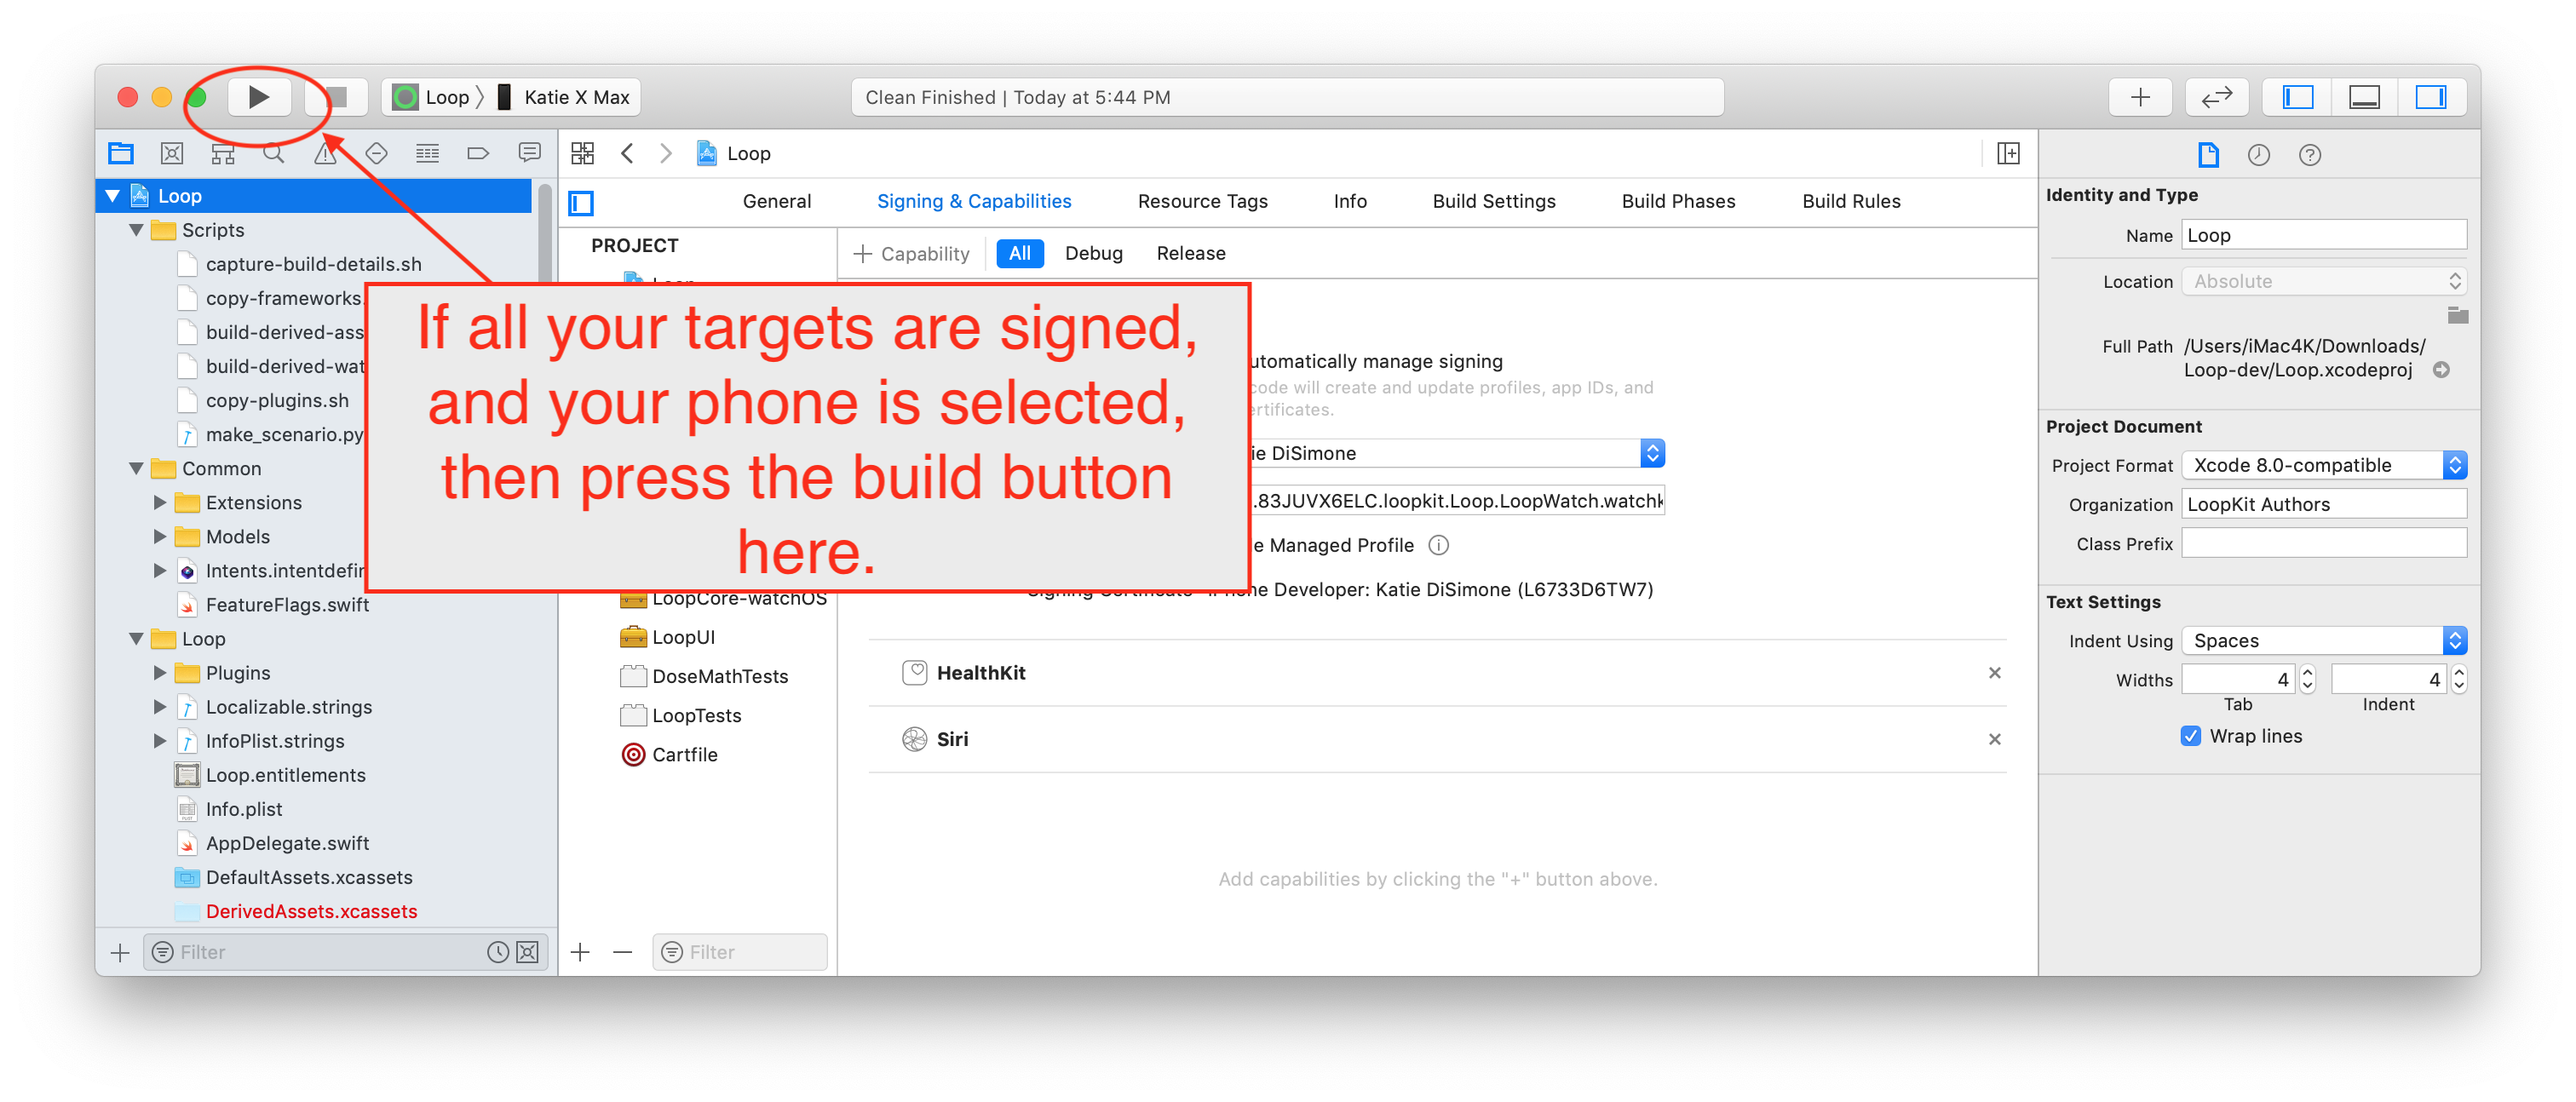 Loop
Katie X Max
Clean Finished | Today at 5:44 PM
Loop
Loop
Scripts
capture-build-details.sh
copy-frameworks.
build-derived-ass
build-derived-wat
copy-plugins.sh
make_scenario.py
Common
Extensions
Models
Intents.intentdefin
FeatureFlags.swift
Loop
Plugins
Localizable.strings
InfoPlist.strings
Loop.entitlements
Info.plist
AppDelegate.swift
DefaultAssets.xcassets
DerivedAssets.xcassets
Filter
General
Signing & Capabilities
Resource Tags
Info
Build Settings
Build Phases
Build Rules
PROJECT
Loop
LoopCore-watchOS
LoopUI
DoseMathTests
LoopTests
Cartfile
Filter
Capability
All
Debug
Release
If all your targets are signed,
and your phone is selected,
then press the build button
here.
utomatically manage signing
code will create and update profiles, app IDs, and
ertificates.
ie DiSimone
.83JUVX6ELC.loopkit.Loop.LoopWatch.watchk
e Managed Profile
Signing Certificate iPhone Developer: Katie DiSimone (L6733D6TW7)
HealthKit
Siri
Add capabilities by clicking the "+" button above.
Identity and Type
Name Loop
Location Absolute
Full Path /Users/iMac4K/Downloads/
Loop-dev/Loop.xcodeproj
Project Document
Project Format Xcode 8.0-compatible
Organization LoopKit Authors
Class Prefix
Text Settings
Indent Using Spaces
Widths 4 4
Tab Indent
Wrap lines